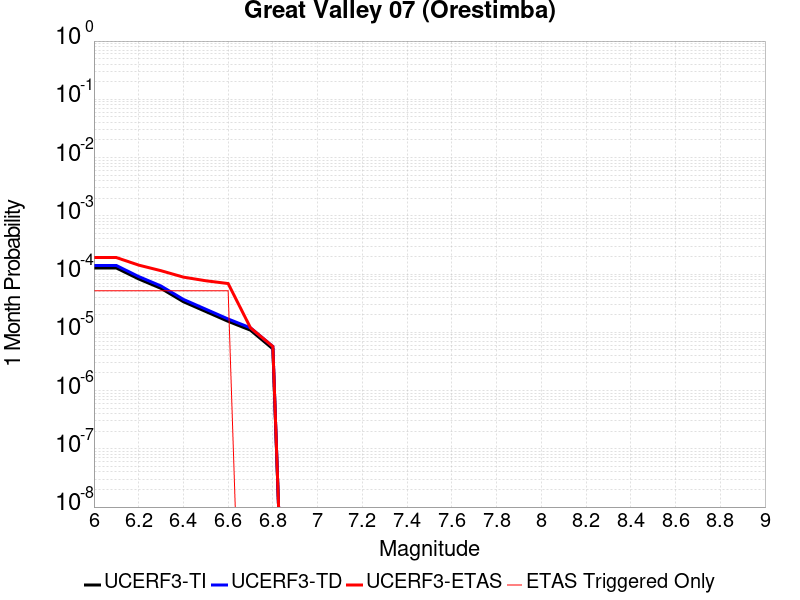 Great Valley 07 (Orestimba)
10^0
10^-1
10^-2
10^-3
10^-4
10^-5
10^-6
10^-7
10^-8
1 Month Probability
6 6.2 6.4 6.6 6.8 7 7.2 7.4 7.6 7.8 8 8.2 8.4 8.6 8.8 9
Magnitude
UCERF3-TI UCERF3-TD UCERF3-ETAS ETAS Triggered Only